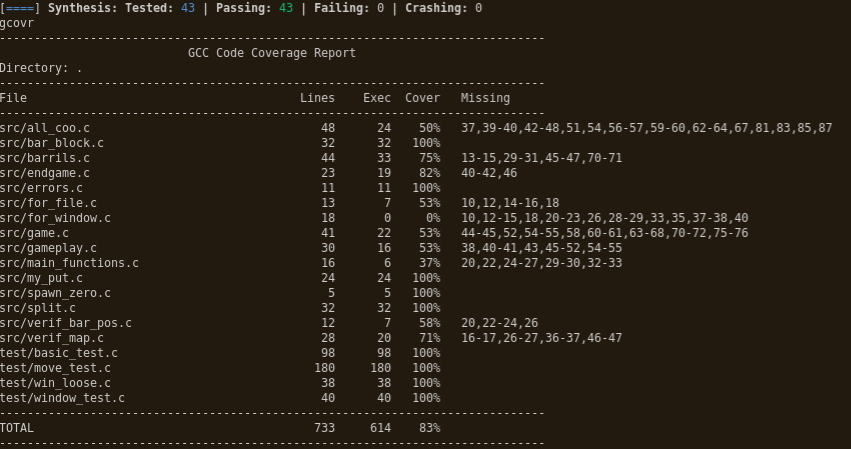 [====] Synthesis: Tested: 43 | Passing: 43 | Failing: 0 | Crashing: 0
gcovr
------------------------------------------------------------------------------
                           GCC Code Coverage Report
Directory: .
------------------------------------------------------------------------------
File                                       Lines    Exec  Cover   Missing
------------------------------------------------------------------------------
src/all_coo.c                                 48      24    50%   37,39-40,42-48,51,54,56-57,59-60,62-64,67,81,83,85,87
src/bar_block.c                               32      32   100%
src/barrils.c                                 44      33    75%   13-15,29-31,45-47,70-71
src/endgame.c                                 23      19    82%   40-42,46
src/errors.c                                  11      11   100%
src/for_file.c                                13       7    53%   10,12,14-16,18
src/for_window.c                              18       0     0%   10,12-15,18,20-23,26,28-29,33,35,37-38,40
src/game.c                                    41      22    53%   44-45,52,54-55,58,60-61,63-68,70-72,75-76
src/gameplay.c                                30      16    53%   38,40-41,43,45-52,54-55
src/main_functions.c                          16       6    37%   20,22,24-27,29-30,32-33
src/my_put.c                                  24      24   100%
src/spawn_zero.c                               5       5   100%
src/split.c                                   32      32   100%
src/verif_bar_pos.c                           12       7    58%   20,22-24,26
src/verif_map.c                               28      20    71%   16-17,26-27,36-37,46-47
test/basic_test.c                             98      98   100%
test/move_test.c                             180     180   100%
test/win_loose.c                              38      38   100%
test/window_test.c                            40      40   100%
------------------------------------------------------------------------------
TOTAL                                        733     614    83%
------------------------------------------------------------------------------